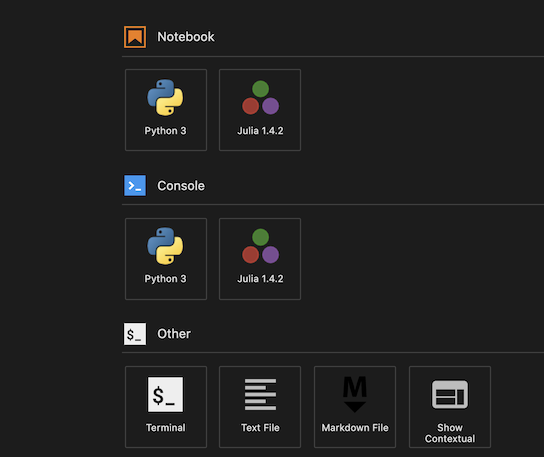 Notebook
Python 3
Julia 1.4.2
>_
Console
Python 3
Julia 1.4.2
$_
Other
$_
M
Terminal
Text File
Markdown File
Show
Contextual